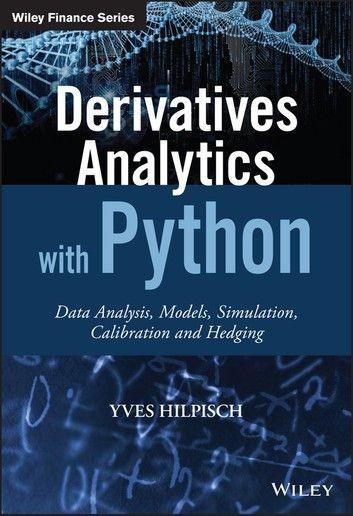 Wiley Finance Series
Derivatives
Analytics
with Python
Data Analysis, Models, Simulation,
Calibration and Hedging
YVES HILPISCH
WILEY